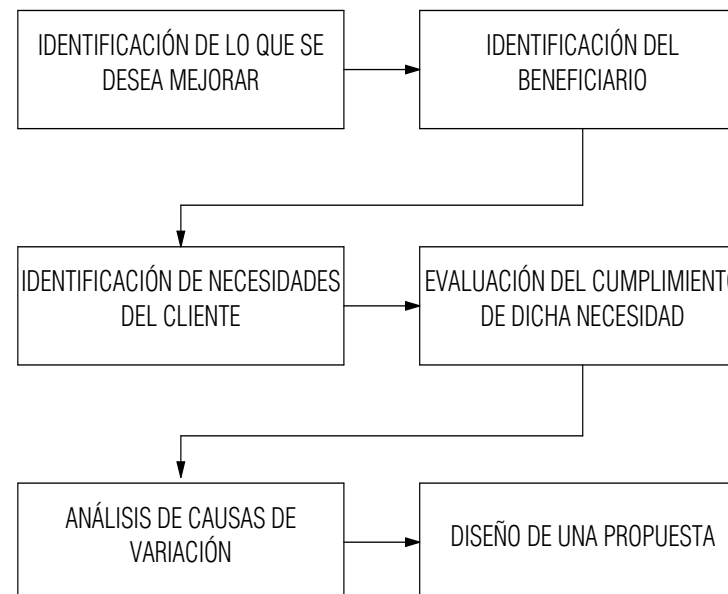 IDENTIFICACIÓN DE LO QUE SE
DESEA MEJORAR
IDENTIFICACIÓN DEL
BENEFICIARIO
IDENTIFICACIÓN DE NECESIDADES
DEL CLIENTE
EVALUACIÓN DEL CUMPLIMIENTO
DE DICHA NECESIDAD
ANÁLISIS DE CAUSAS DE
VARIACIÓN
DISEÑO DE UNA PROPUESTA